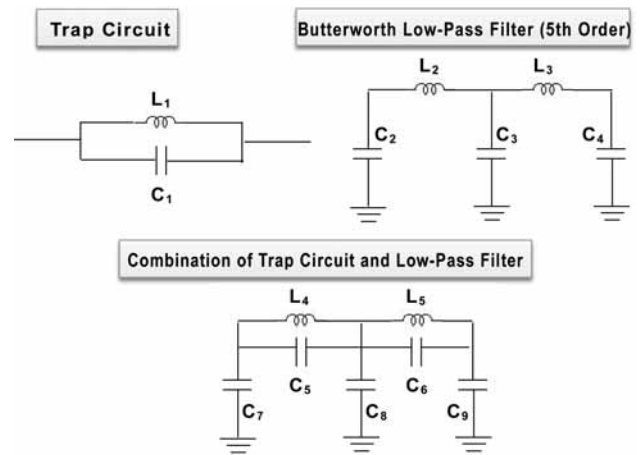 Trap Circuit
Butterworth Low-Pass Filter (5th Order)
L₁
C₁
L₂
L₃
C₂
C₃
C₄
Combination of Trap Circuit and Low-Pass Filter
L₄
L₅
C₅
C₆
C₇
C₈
C₉